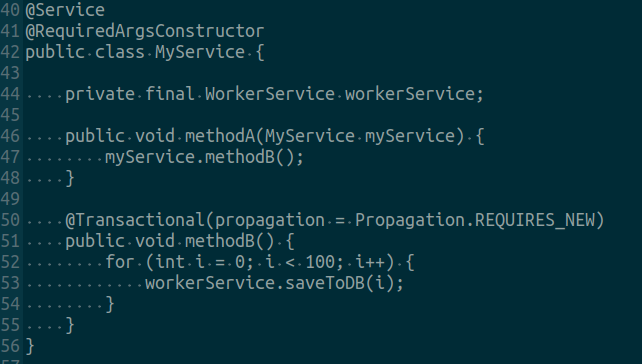 40 @Service
41 @RequiredArgsConstructor
42 public class MyService {
43
44 ····private final WorkerService workerService;
45
46 ····public void methodA(MyService myService) {
47 ········myService.methodB();
48 ····}
49
50 ····@Transactional(propagation = Propagation.REQUIRES_NEW)
51 ····public void methodB() {
52 ········for (int i = 0; i < 100; i++) {
53 ············workerService.saveToDB(i);
54 ········}
55 ····}
56 }
57